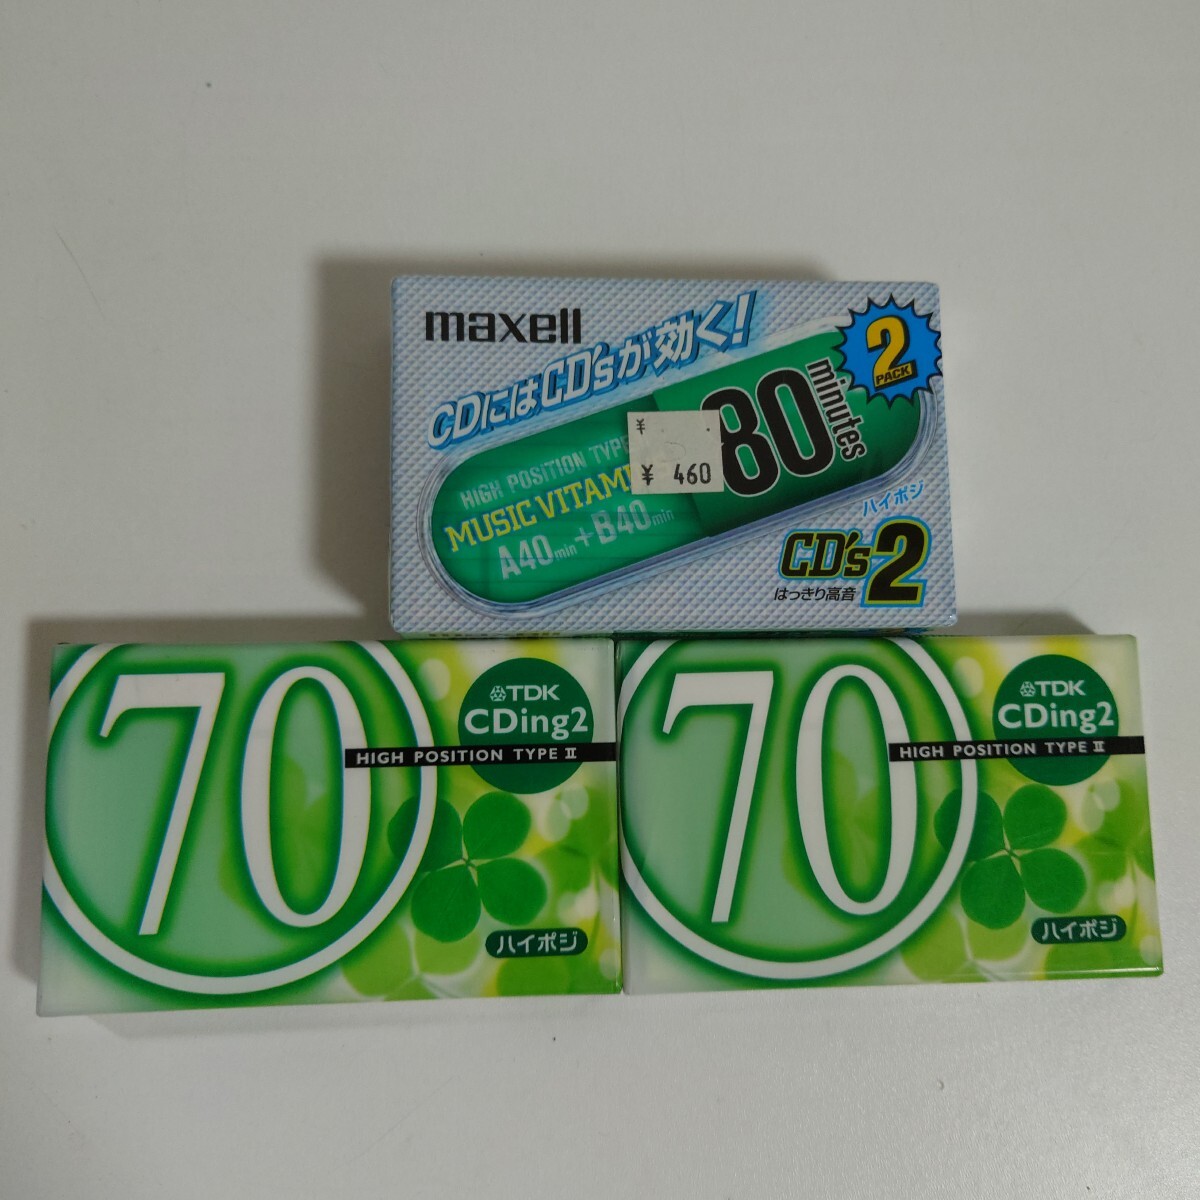 maxell
CDにはCD'sが効く!
2
PACK
80
minutes
HIGH POSITION TYPE
MUSIC VITAMI
A40min+B40min
¥
¥ 460
ハイポジ
CD's2
はっきり高音
70
TDK
CDing2
HIGH POSITION TYPE II
ハイポジ
70
TDK
CDing2
HIGH POSITION TYPE II
ハイポジ